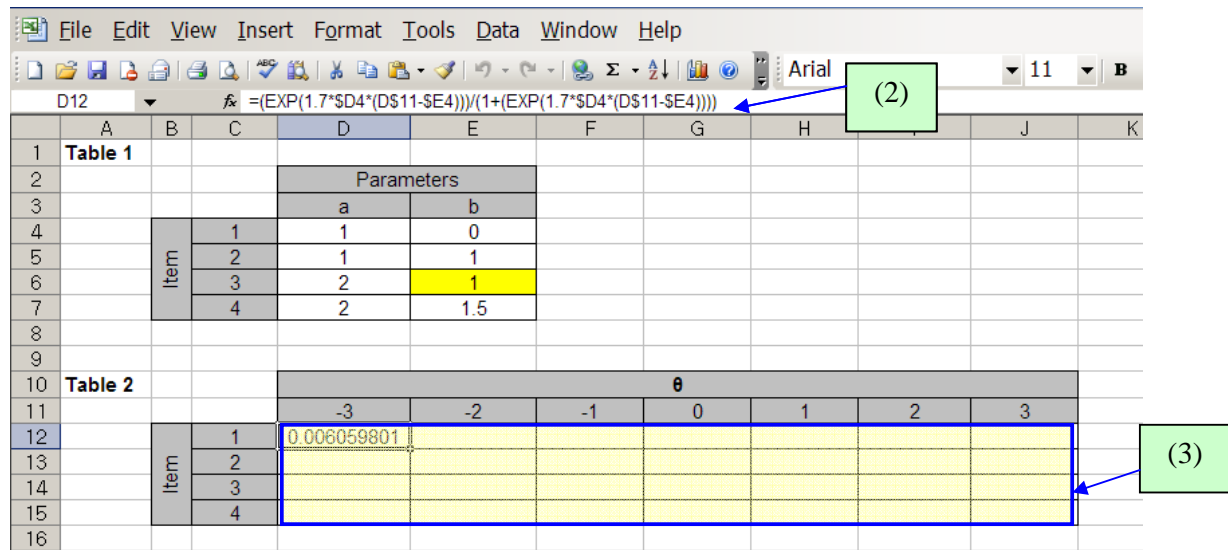 File Edit View Insert Format Tools Data Window Help
Arial 11 B
D12 fx =(EXP(1.7*$D4*(D$11-$E4)))/(1+(EXP(1.7*$D4*(D$11-$E4))))
(2)
A B C D E F G H J K
1 Table 1
2 Parameters
3 a b
4 1 1 0
5 2 1 1
Item
6 3 2 1
7 4 2 1.5
8
9
10 Table 2 θ
11 -3 -2 -1 0 1 2 3
12 1 0.006059801
13 2
Item
14 3
15 4
16
(3)